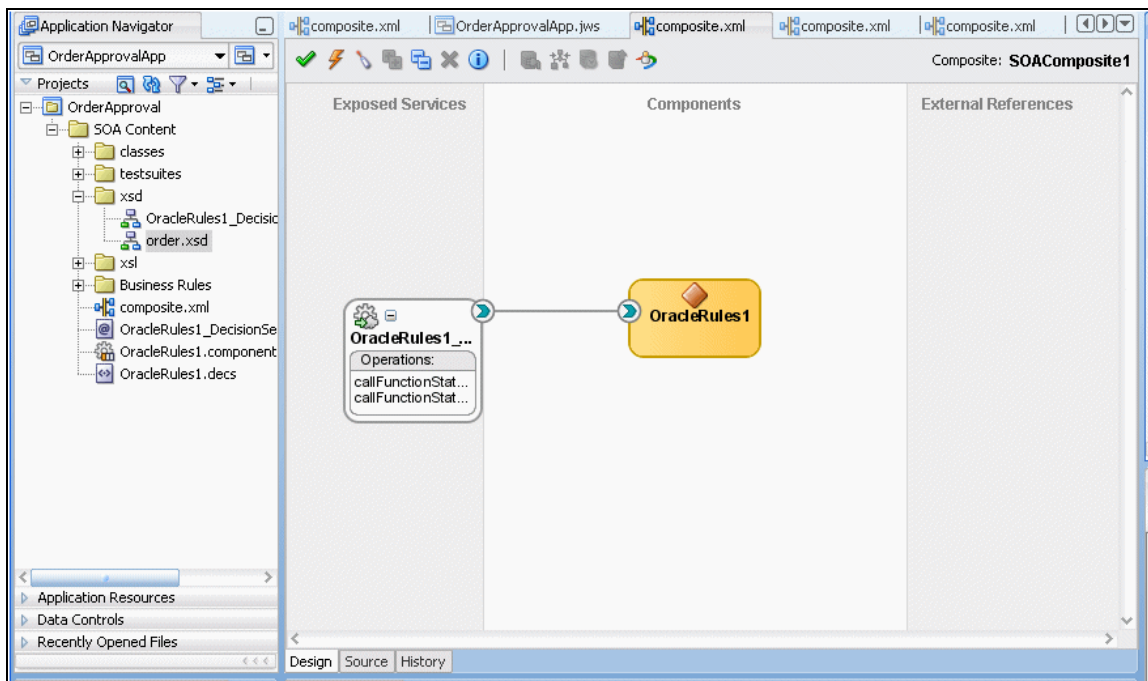 Application Navigator
OrderApprovalApp
Projects
OrderApproval
SOA Content
classes
testsuites
xsd
OracleRules1_Decisic
order.xsd
xsl
Business Rules
composite.xml
OracleRules1_DecisionSe
OracleRules1.component
OracleRules1.decs
Application Resources
Data Controls
Recently Opened Files
composite.xml
OrderApprovalApp.jws
composite.xml
composite.xml
composite.xml
Composite: SOAComposite1
Exposed Services
Components
External References
OracleRules1_...
Operations:
callFunctionStat...
callFunctionStat...
OracleRules1
Design Source History